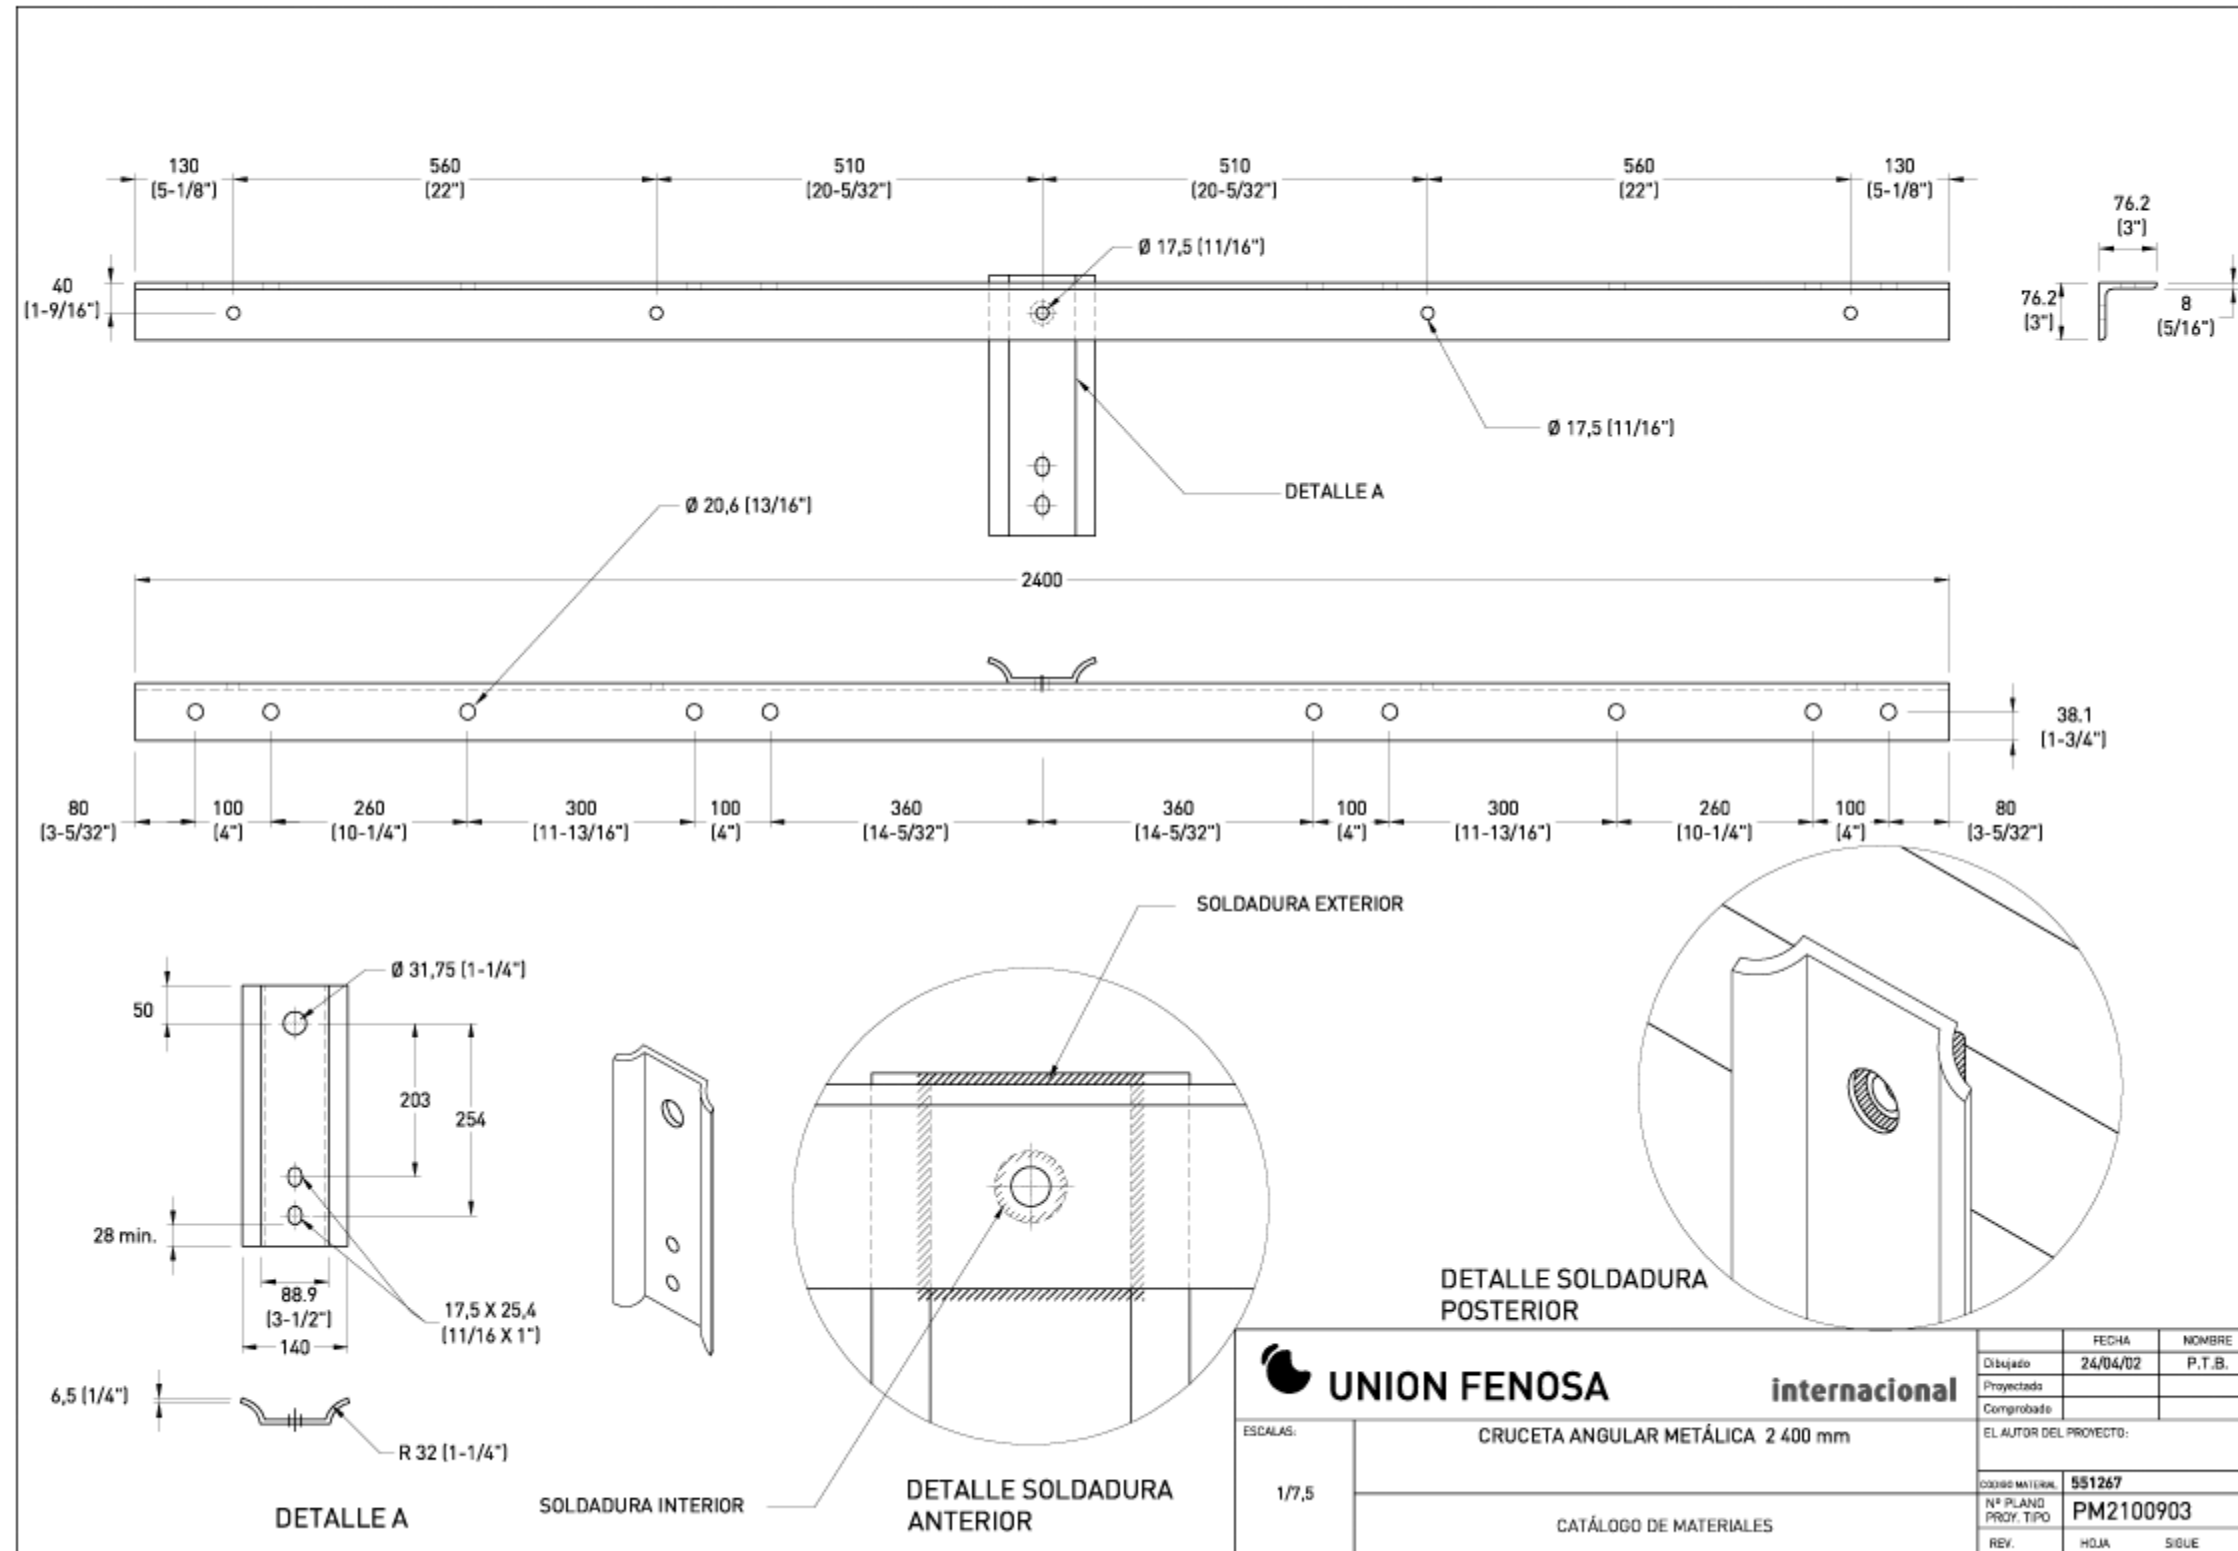 130 560 510 510 560 130
(5-1/8") (22") (20-5/32") (20-5/32") (22") (5-1/8")
76.2
(3")
Ø 17,5 (11/16")
40
(1-9/16")
76.2
(3")
8
(5/16")
Ø 17,5 (11/16")
DETALLE A
Ø 20,6 (13/16")
2400
38.1
(1-3/4")
80 100 260 300 100 360 360 100 300 260 100 80
(3-5/32") (4") (10-1/4") (11-13/16") (4") (14-5/32") (14-5/32") (4") (11-13/16") (10-1/4") (4") (3-5/32")
SOLDADURA EXTERIOR
Ø 31,75 (1-1/4")
50
203
254
28 min.
88.9
(3-1/2")
140
17,5 X 25,4
(11/16 X 1")
6,5 (1/4")
R 32 (1-1/4")
DETALLE A
SOLDADURA INTERIOR
DETALLE SOLDADURA
ANTERIOR
DETALLE SOLDADURA
POSTERIOR
UNION FENOSA internacional
FECHA NOMBRE
Dibujado 24/04/02 P.T.B.
Proyectado
Comprobado
ESCALAS:
1/7,5
CRUCETA ANGULAR METÁLICA 2 400 mm
CATÁLOGO DE MATERIALES
EL AUTOR DEL PROYECTO:
CODIGO MATERIAL 551267
Nº PLANO
PROY. TIPO PM2100903
REV. HOJA SIGUE